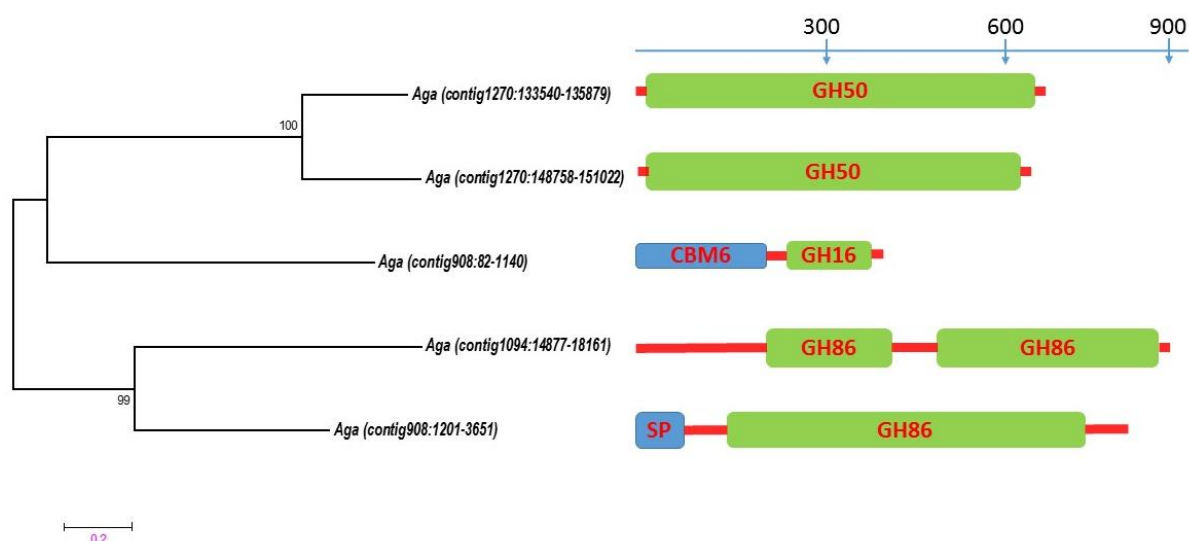 300 600 900
Aga (contig1270:133540-135879) GH50
100
Aga (contig1270:148758-151022) GH50
Aga (contig908:82-1140) CBM6 GH16
Aga (contig1094:14877-18161) GH86 GH86
99
Aga (contig908:1201-3651) SP GH86
0.2